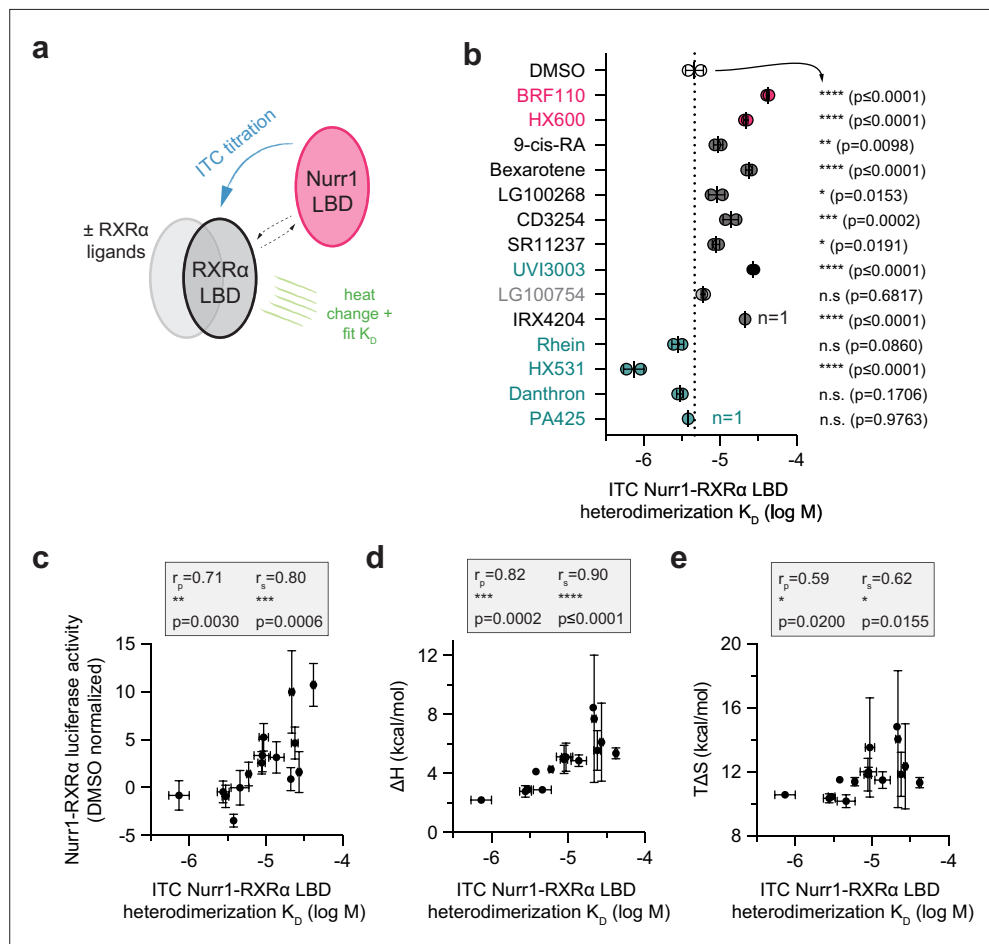 a
ITC titration
Nurr1
LBD
± RXRα
ligands
RXRα
LBD
heat
change +
fit K_D
b
DMSO
BRF110 **** (p≤0.0001)
HX600 **** (p≤0.0001)
9-cis-RA ** (p=0.0098)
Bexarotene **** (p≤0.0001)
LG100268 * (p=0.0153)
CD3254 *** (p=0.0002)
SR11237 * (p=0.0191)
UVI3003 **** (p≤0.0001)
LG100754 n.s (p=0.6817)
IRX4204 n=1 **** (p≤0.0001)
Rhein n.s (p=0.0860)
HX531 **** (p≤0.0001)
Danthron n.s. (p=0.1706)
PA425 n=1 n.s. (p=0.9763)
-6 -5 -4
ITC Nurr1-RXRα LBD
heterodimerization K_D (log M)
c
r_p=0.71 r_s=0.80
** ***
p=0.0030 p=0.0006
Nurr1-RXRα luciferase activity
(DMSO normalized)
15
10
5
0
-5
-6 -5 -4
ITC Nurr1-RXRα LBD
heterodimerization K_D (log M)
d
r_p=0.82 r_s=0.90
*** ****
p=0.0002 p≤0.0001
ΔH (kcal/mol)
12
8
4
0
-6 -5 -4
ITC Nurr1-RXRα LBD
heterodimerization K_D (log M)
e
r_p=0.59 r_s=0.62
* *
p=0.0200 p=0.0155
TΔS (kcal/mol)
20
16
12
8
-6 -5 -4
ITC Nurr1-RXRα LBD
heterodimerization K_D (log M)